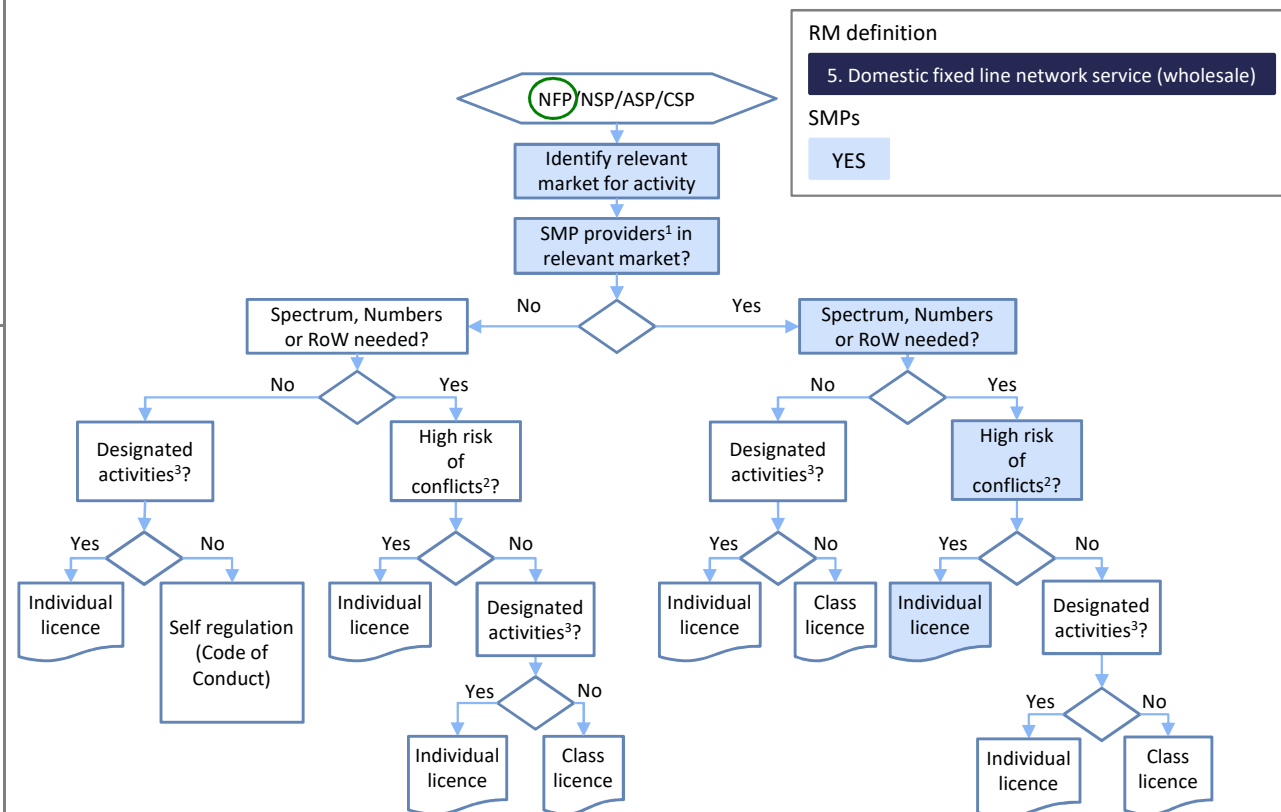 RM definition
5. Domestic fixed line network service (wholesale)
SMPs
YES
NFP/NSP/ASP/CSP
Identify relevant
market for activity
SMP providers¹ in
relevant market?
No
Yes
Spectrum, Numbers
or RoW needed?
Spectrum, Numbers
or RoW needed?
No
Yes
No
Yes
Designated
activities³?
High risk
of
conflicts²?
Designated
activities³?
High risk
of
conflicts²?
Yes
No
Yes
No
Yes
No
Yes
No
Individual
licence
Self regulation
(Code of
Conduct)
Individual
licence
Designated
activities³?
Individual
licence
Class
licence
Individual
licence
Designated
activities³?
Yes
No
Yes
No
Individual
licence
Class
licence
Individual
licence
Class
licence